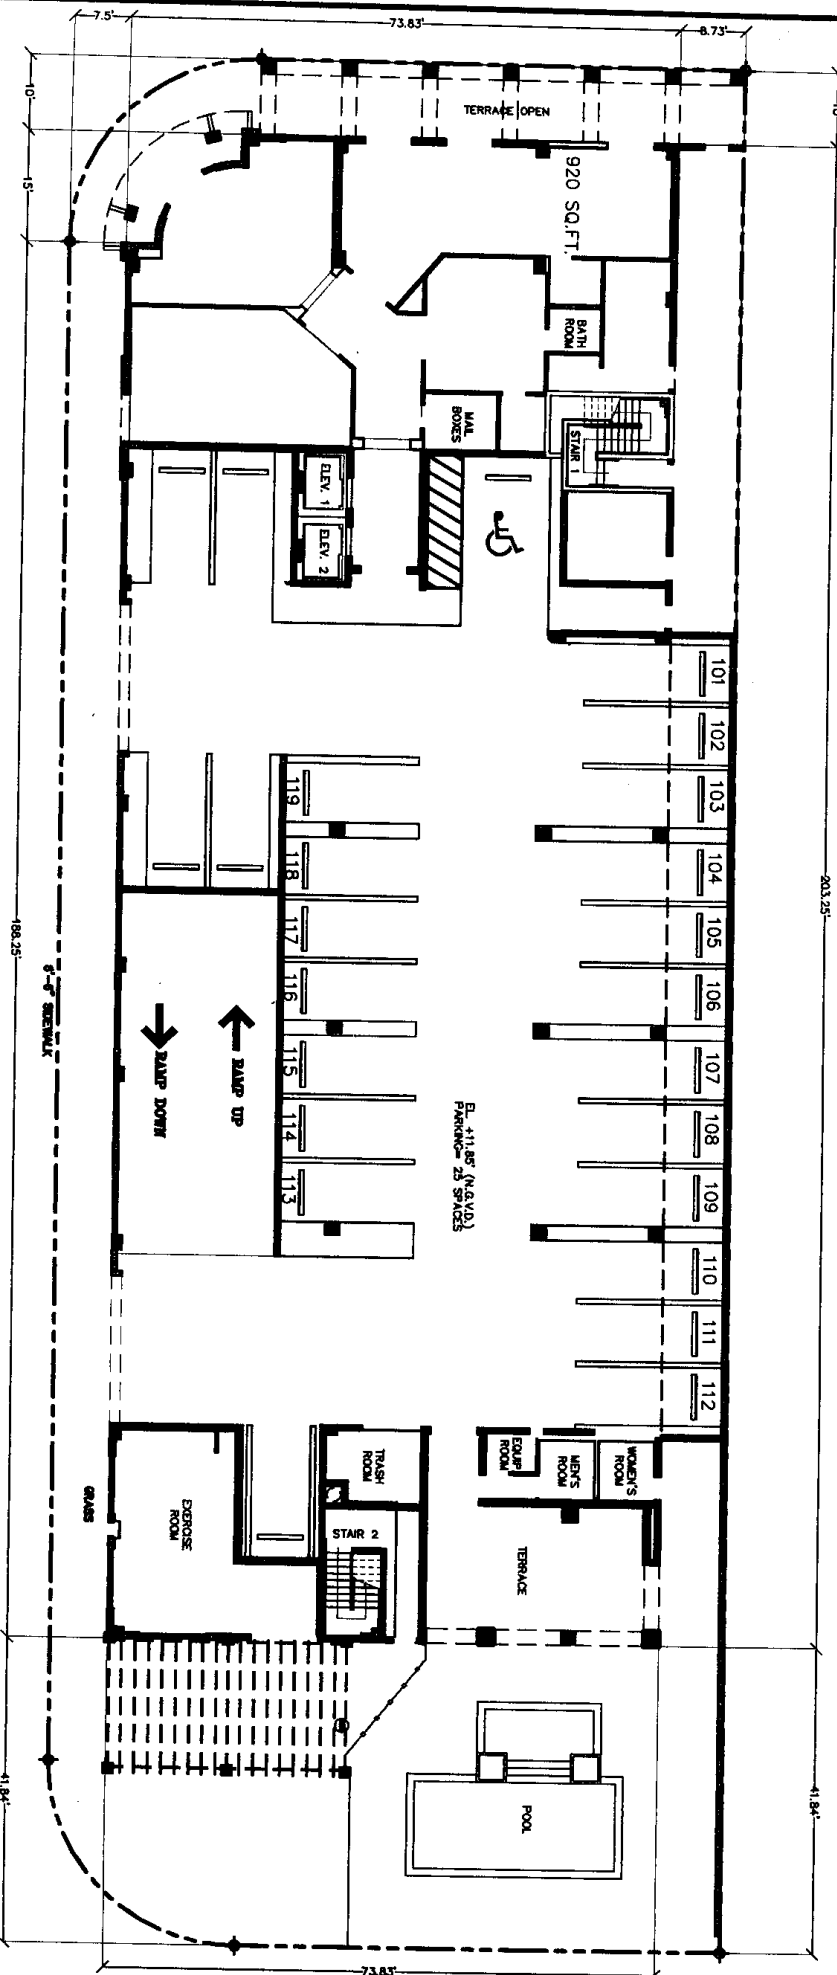 7.5'
73.83'
8.73'
10'
TERRACE OPEN
15'
920 SQ.FT.
BATH
ROOM
MAIL
BOXES
STAIR 1
ELEV. 1
ELEV. 2
101
102
119
103
118
104
203.25'
117
105
188.25'
116
106
8'-6" SIDEWALK
RAMP DOWN
RAMP UP
115
107
EL. +11.85' (N.G.V.D.)
PARKING= 25 SPACES
114
108
113
109
110
111
112
TRASH
ROOM
EQUIP
ROOM
MEN'S
ROOM
WOMEN'S
ROOM
GRASS
EXERCISE
ROOM
STAIR 2
TERRACE
41.84'
41.84'
POOL
73.83'